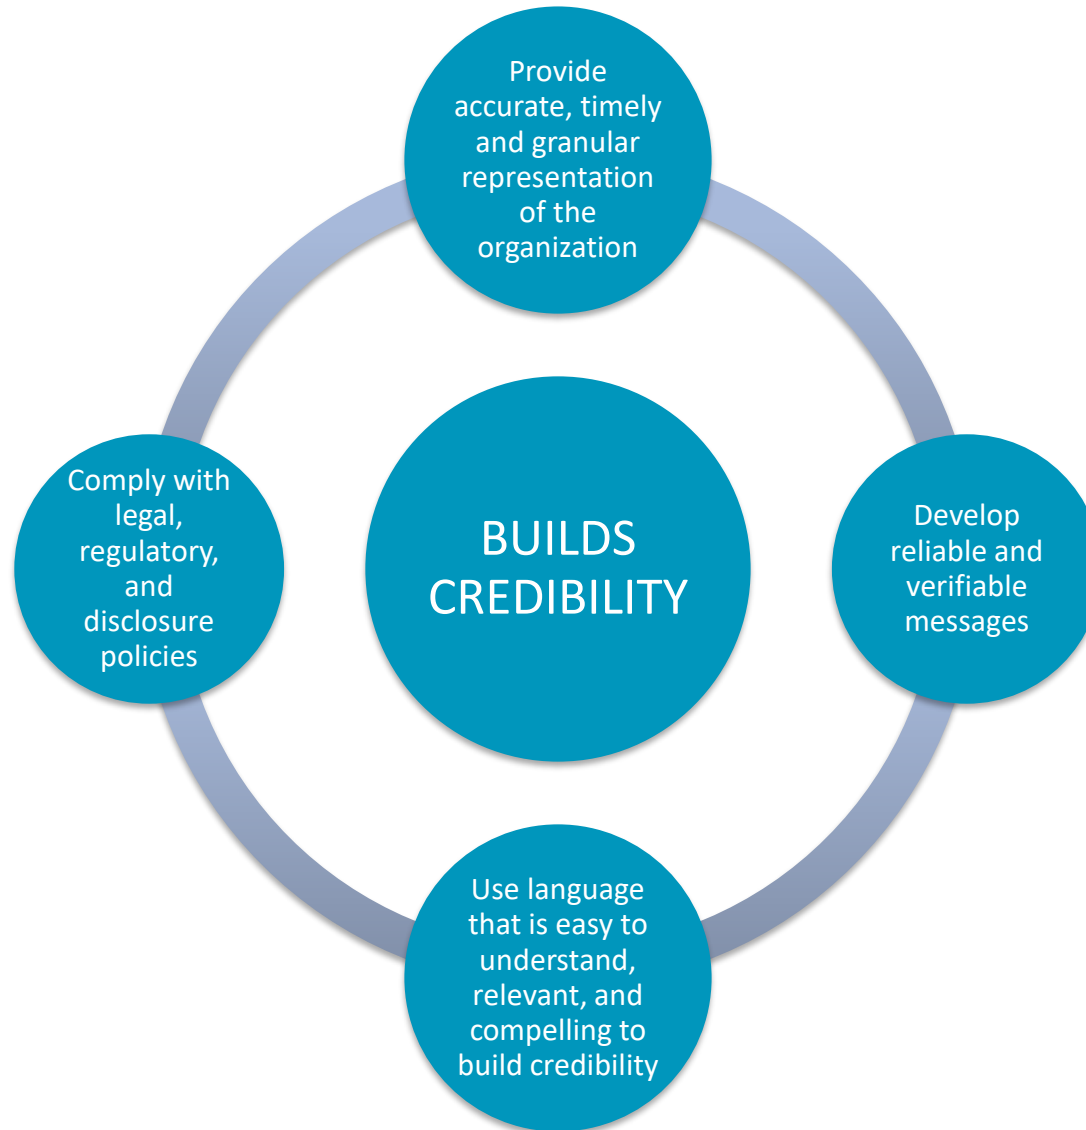 Provide
accurate, timely
and granular
representation
of the
organization
Comply with
legal,
regulatory,
and
disclosure
policies
BUILDS
CREDIBILITY
Develop
reliable and
verifiable
messages
Use language
that is easy to
understand,
relevant, and
compelling to
build credibility